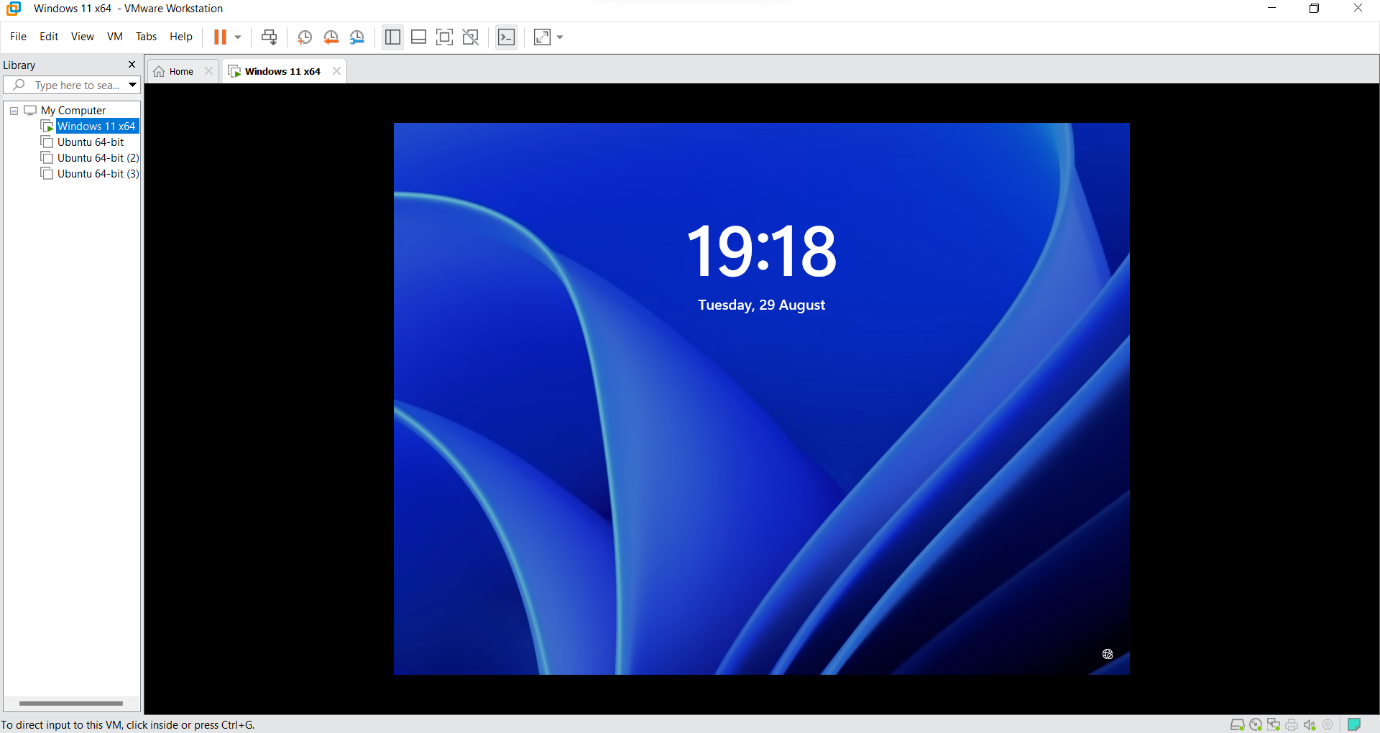 Windows 11 x64 - VMware Workstation
File Edit View VM Tabs Help
Library
Home
Windows 11 x64
Type here to sea...
My Computer
Windows 11 x64
Ubuntu 64-bit
Ubuntu 64-bit (2)
Ubuntu 64-bit (3)
19:18
Tuesday, 29 August
To direct input to this VM, click inside or press Ctrl+G.